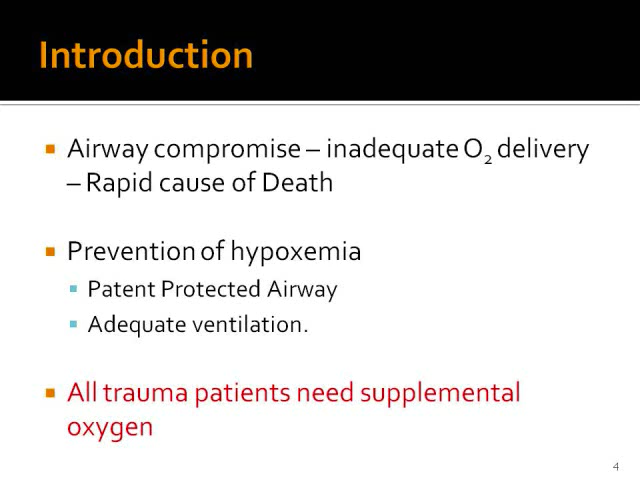 Introduction
Airway compromise – inadequate O₂ delivery
– Rapid cause of Death
Prevention of hypoxemia
Patent Protected Airway
Adequate ventilation.
All trauma patients need supplemental
oxygen
4